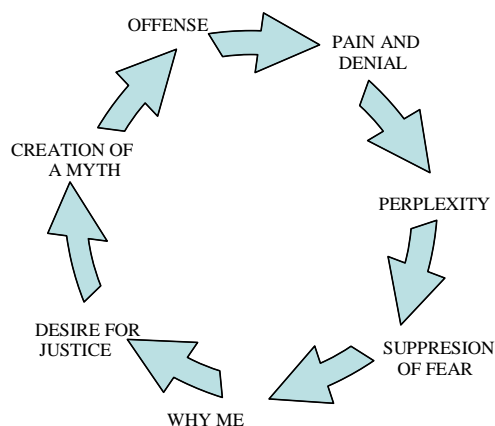 OFFENSE
PAIN AND
DENIAL
PERPLEXITY
SUPPRESION
OF FEAR
WHY ME
DESIRE FOR
JUSTICE
CREATION OF
A MYTH